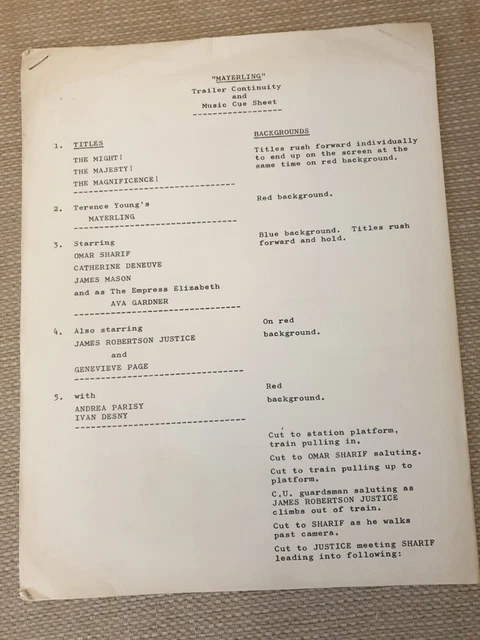 "MAYERLING"
Trailer Continuity
and
Music Cue Sheet
1. TITLES
THE MIGHT!
THE MAJESTY!
THE MAGNIFICENCE!
BACKGROUNDS
Titles rush forward individually
to end up on the screen at the
same time on red background.
2. Terence Young's
MAYERLING
Red background.
3. Starring
OMAR SHARIF
CATHERINE DENEUVE
JAMES MASON
and as The Empress Elizabeth
AVA GARDNER
Blue background. Titles rush
forward and hold.
4. Also starring
JAMES ROBERTSON JUSTICE
and
GENEVIEVE PAGE
On red
background.
5. with
ANDREA PARISY
IVAN DESNY
Red
background.
Cut to station platform,
train pulling in.
Cut to OMAR SHARIF saluting.
Cut to train pulling up to
platform.
C.U. guardsman saluting as
JAMES ROBERTSON JUSTICE
climbs out of train.
Cut to SHARIF as he walks
past camera.
Cut to JUSTICE meeting SHARIF
leading into following: